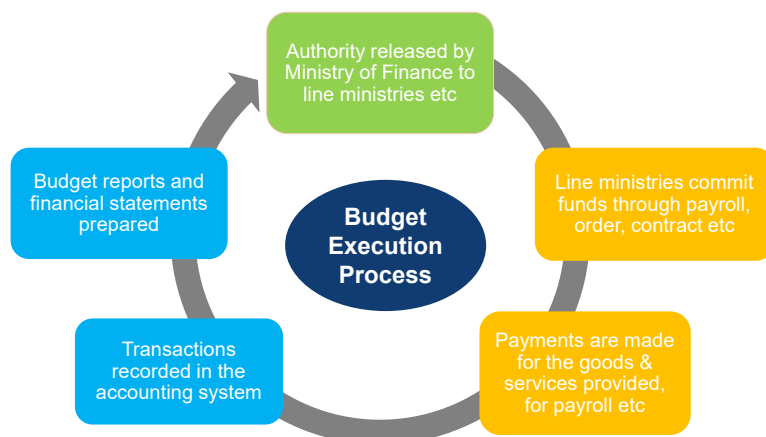 Authority released by
Ministry of Finance to
line ministries etc
Line ministries commit
funds through payroll,
order, contract etc
Payments are made
for the goods &
services provided,
for payroll etc
Transactions
recorded in the
accounting system
Budget reports and
financial statements
prepared
Budget
Execution
Process